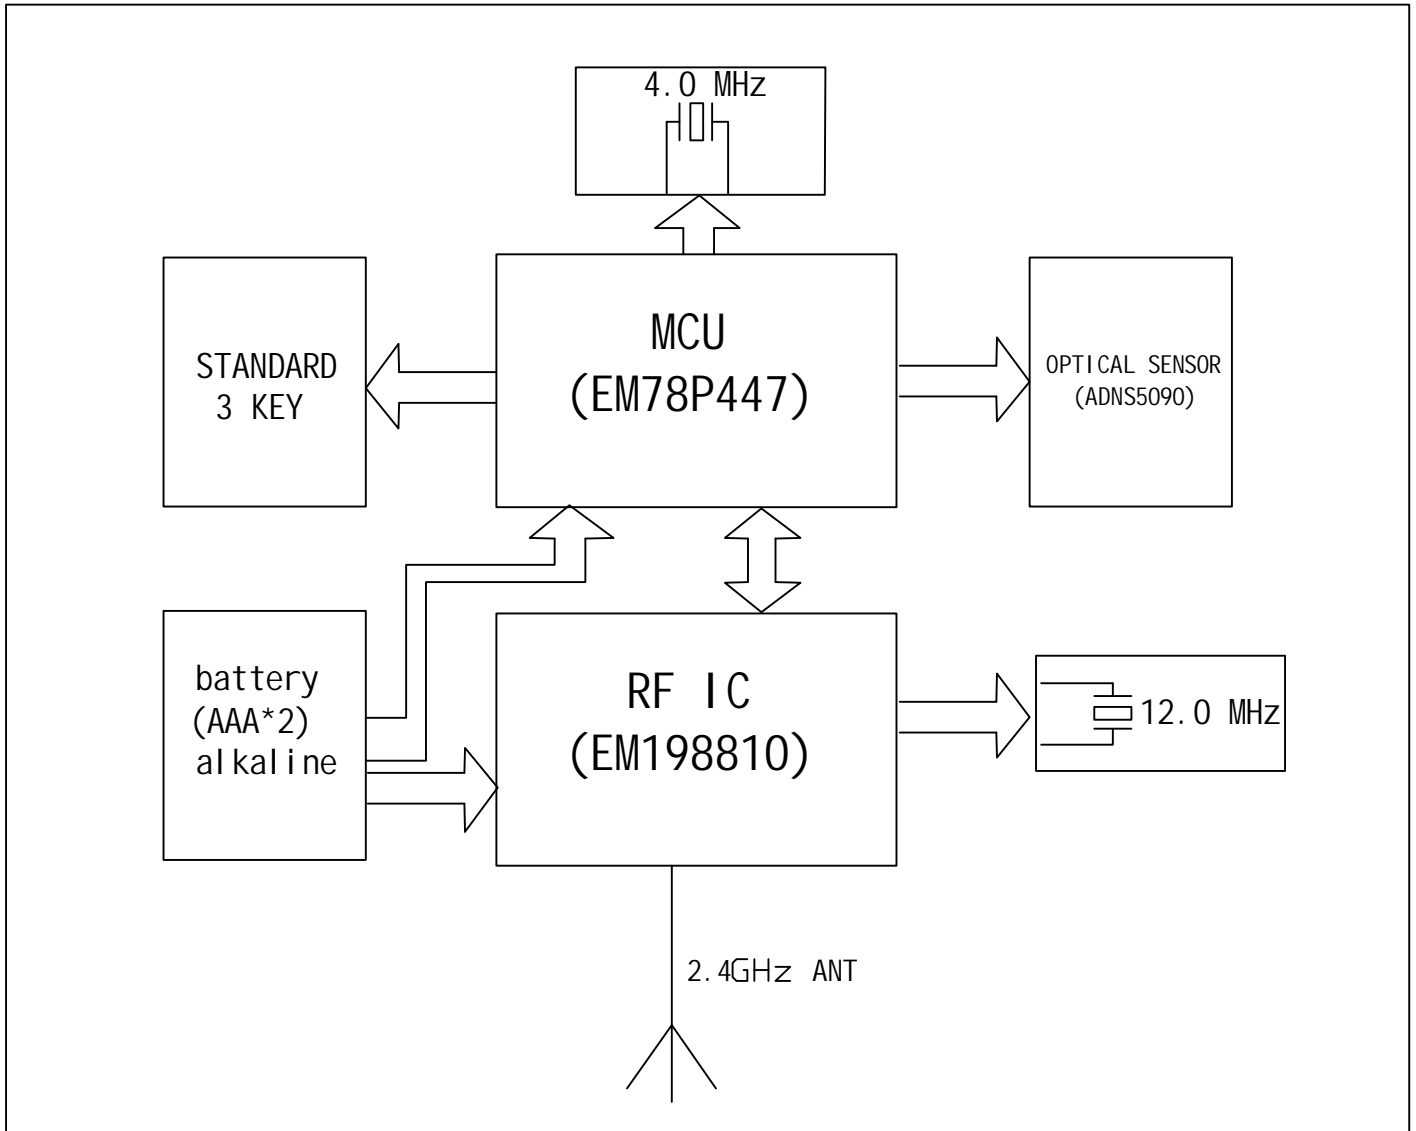 4.0 MHz
STANDARD
3 KEY
MCU
(EM78P447)
OPTICAL SENSOR
(ADNS5090)
battery
(AAA*2)
alkaline
RF IC
(EM198810)
12.0 MHz
2.4GHz ANT